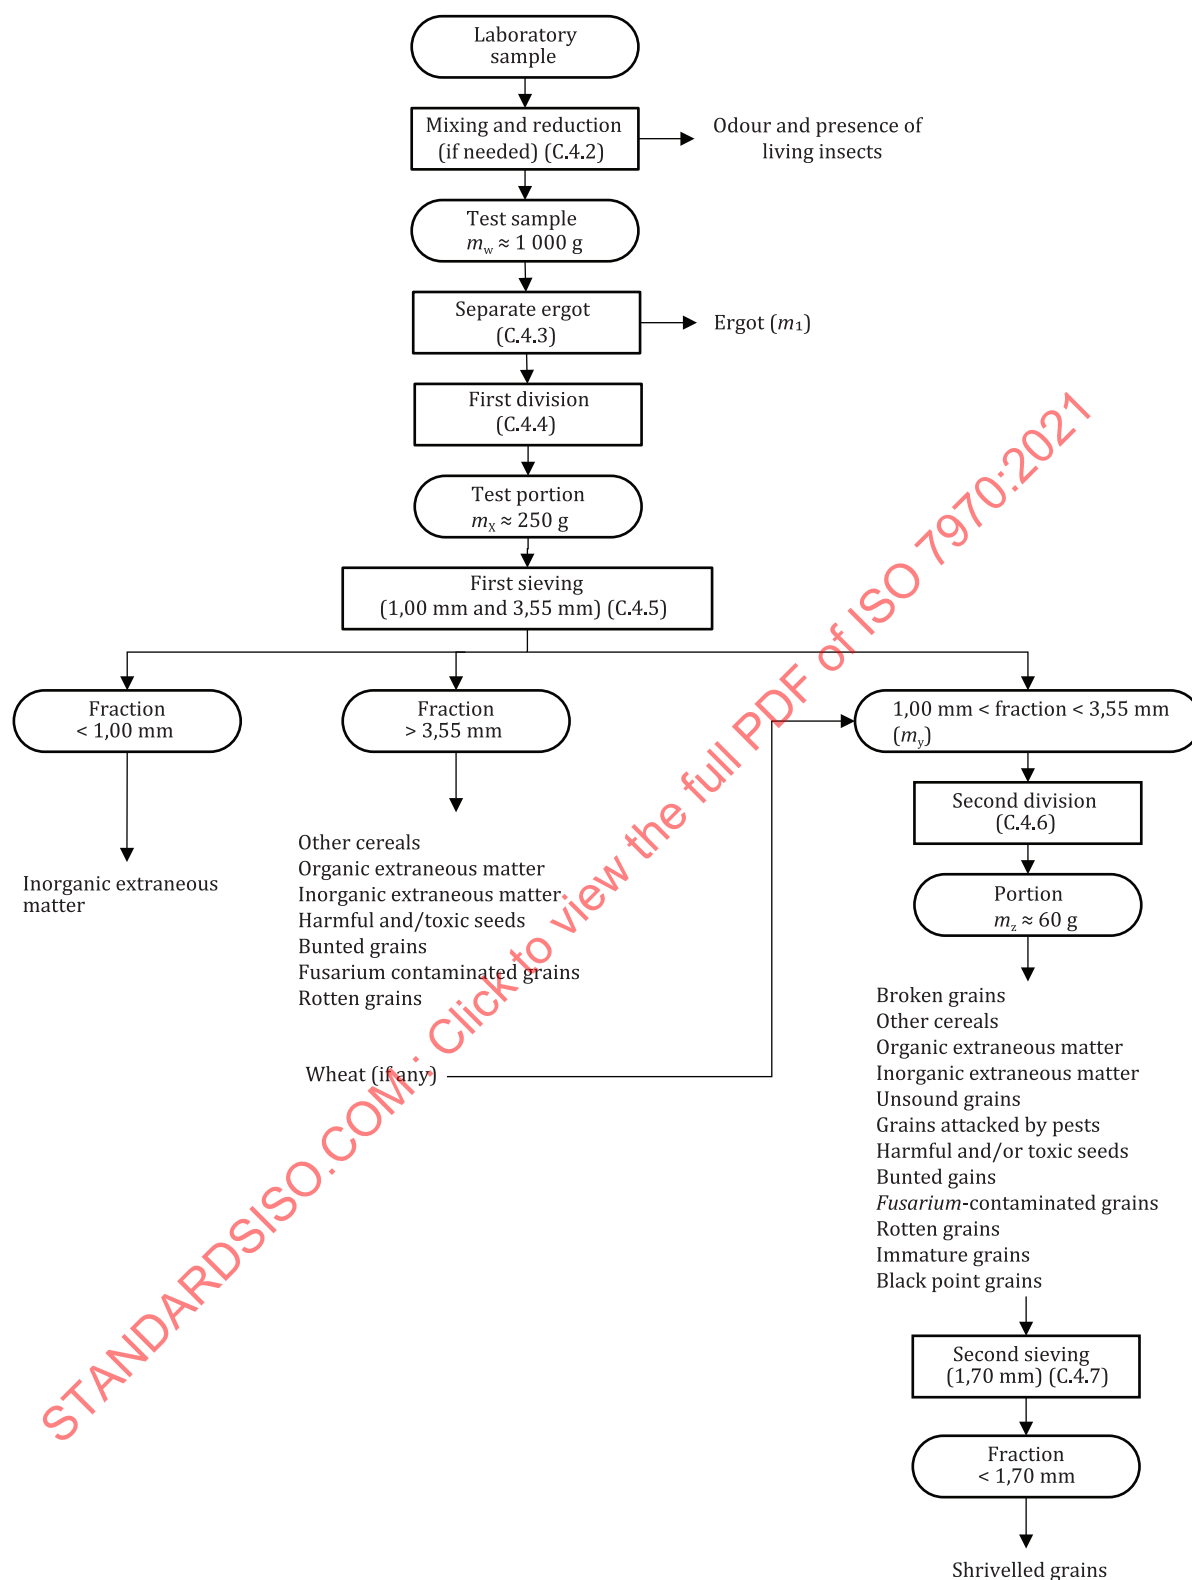 Laboratory
sample
Mixing and reduction
(if needed) (C.4.2)
Odour and presence of
living insects
Test sample
mw ≈ 1 000 g
Separate ergot
(C.4.3)
Ergot (m1)
First division
(C.4.4)
Test portion
mX ≈ 250 g
First sieving
(1,00 mm and 3,55 mm) (C.4.5)
Fraction
< 1,00 mm
Fraction
> 3,55 mm
1,00 mm < fraction < 3,55 mm
(my)
Inorganic extraneous
matter
Other cereals
Organic extraneous matter
Inorganic extraneous matter
Harmful and/toxic seeds
Bunted grains
Fusarium contaminated grains
Rotten grains
Wheat (if any)
Second division
(C.4.6)
Portion
mz ≈ 60 g
Broken grains
Other cereals
Organic extraneous matter
Inorganic extraneous matter
Unsound grains
Grains attacked by pests
Harmful and/or toxic seeds
Bunted gains
Fusarium-contaminated grains
Rotten grains
Immature grains
Black point grains
Second sieving
(1,70 mm) (C.4.7)
Fraction
< 1,70 mm
Shrivelled grains
STANDARDSISO.COM : Click to view the full PDF of ISO 7970:2021